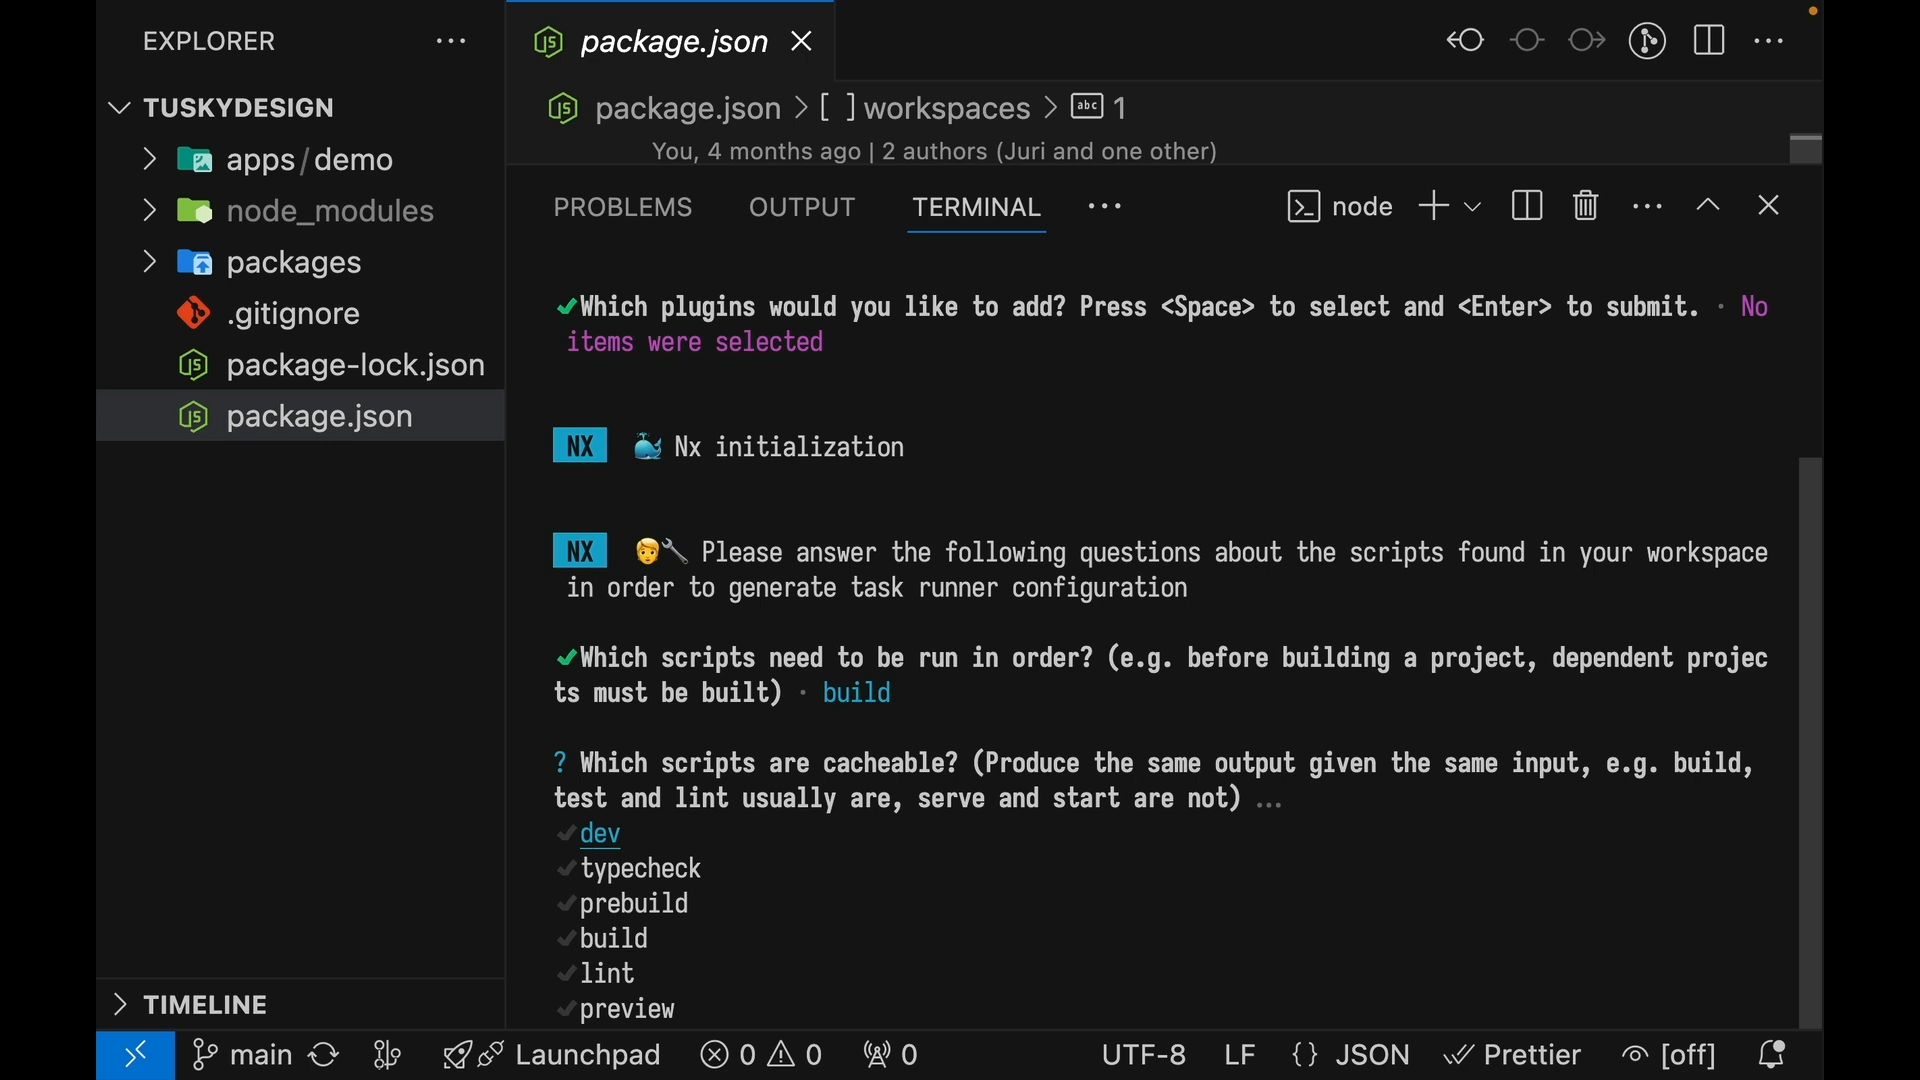 EXPLORER
TUSKYDESIGN
apps/demo
node_modules
packages
.gitignore
package-lock.json
package.json
TIMELINE
package.json
package.json > [ ] workspaces > abc 1
You, 4 months ago | 2 authors (Juri and one other)
PROBLEMS OUTPUT TERMINAL ... node
✔Which plugins would you like to add? Press <Space> to select and <Enter> to submit. · No
items were selected
NX 🐳 Nx initialization
NX 🧑‍🔧 Please answer the following questions about the scripts found in your workspace
in order to generate task runner configuration
✔Which scripts need to be run in order? (e.g. before building a project, dependent projec
ts must be built) · build
? Which scripts are cacheable? (Produce the same output given the same input, e.g. build,
test and lint usually are, serve and start are not) …
✔dev
✔typecheck
✔prebuild
✔build
✔lint
✔preview
main Launchpad 0 0 0 UTF-8 LF {} JSON Prettier [off]